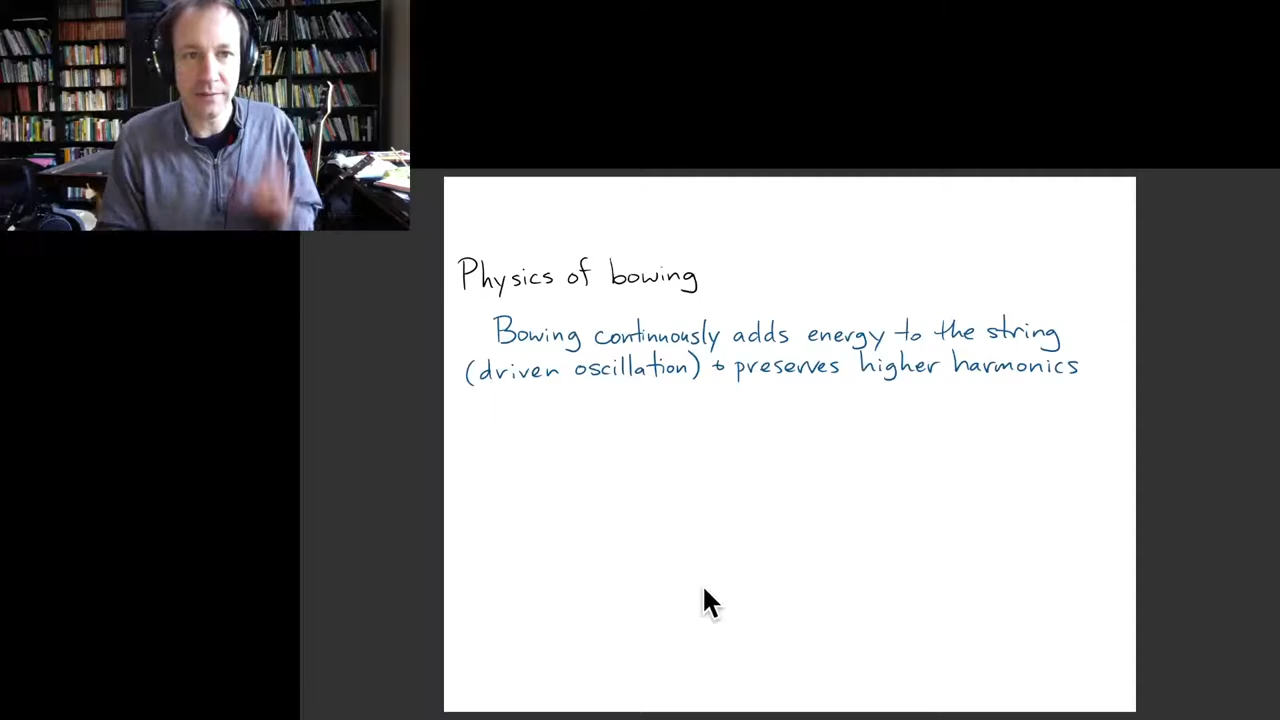 Physics of bowing
Bowing continuously adds energy to the string
(driven oscillation) + preserves higher harmonics